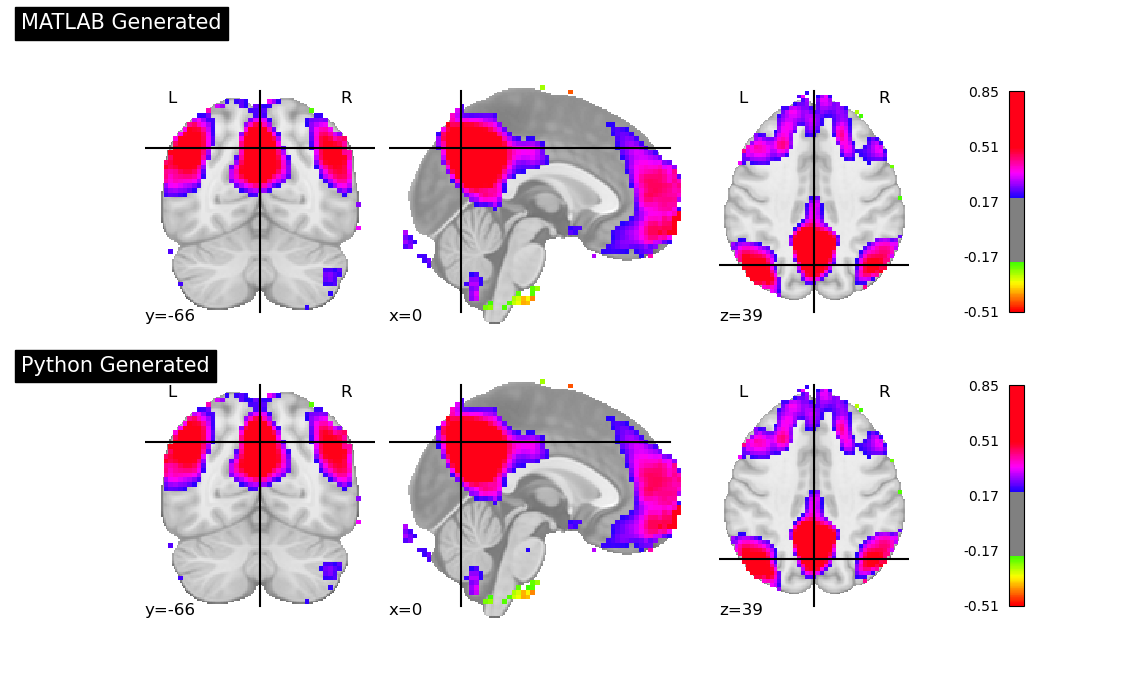 MATLAB Generated
L R L R
0.85
0.51
0.17
-0.17
-0.51
y=-66 x=0 z=39
Python Generated
L R L R
0.85
0.51
0.17
-0.17
-0.51
y=-66 x=0 z=39